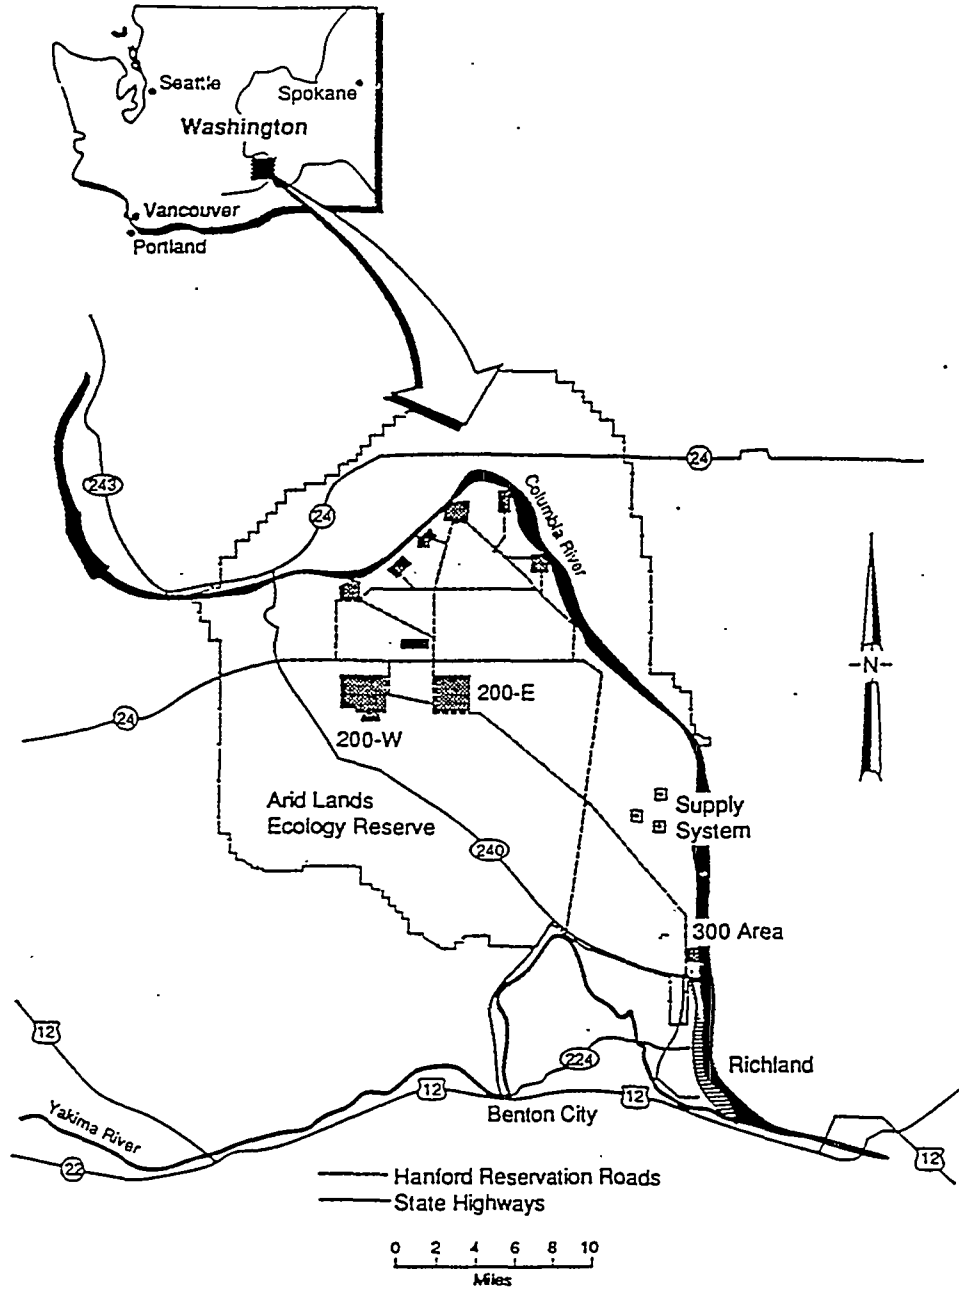 Seattle
Spokane
Washington
Vancouver
Portland
243
24
24
Columbia River
N
200-E
24
200-W
Arid Lands
Ecology Reserve
Supply
System
240
300 Area
12
224
Richland
12
12
Benton City
Yakima River
22
12
Hanford Reservation Roads
State Highways
0 2 4 6 8 10
Miles